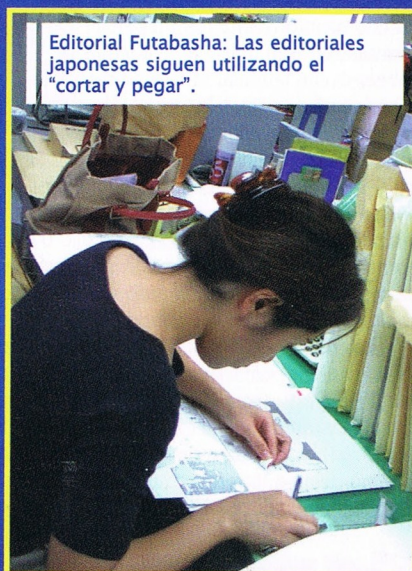 Editorial Futabasha: Las editoriales
japonesas siguen utilizando el
“cortar y pegar”.